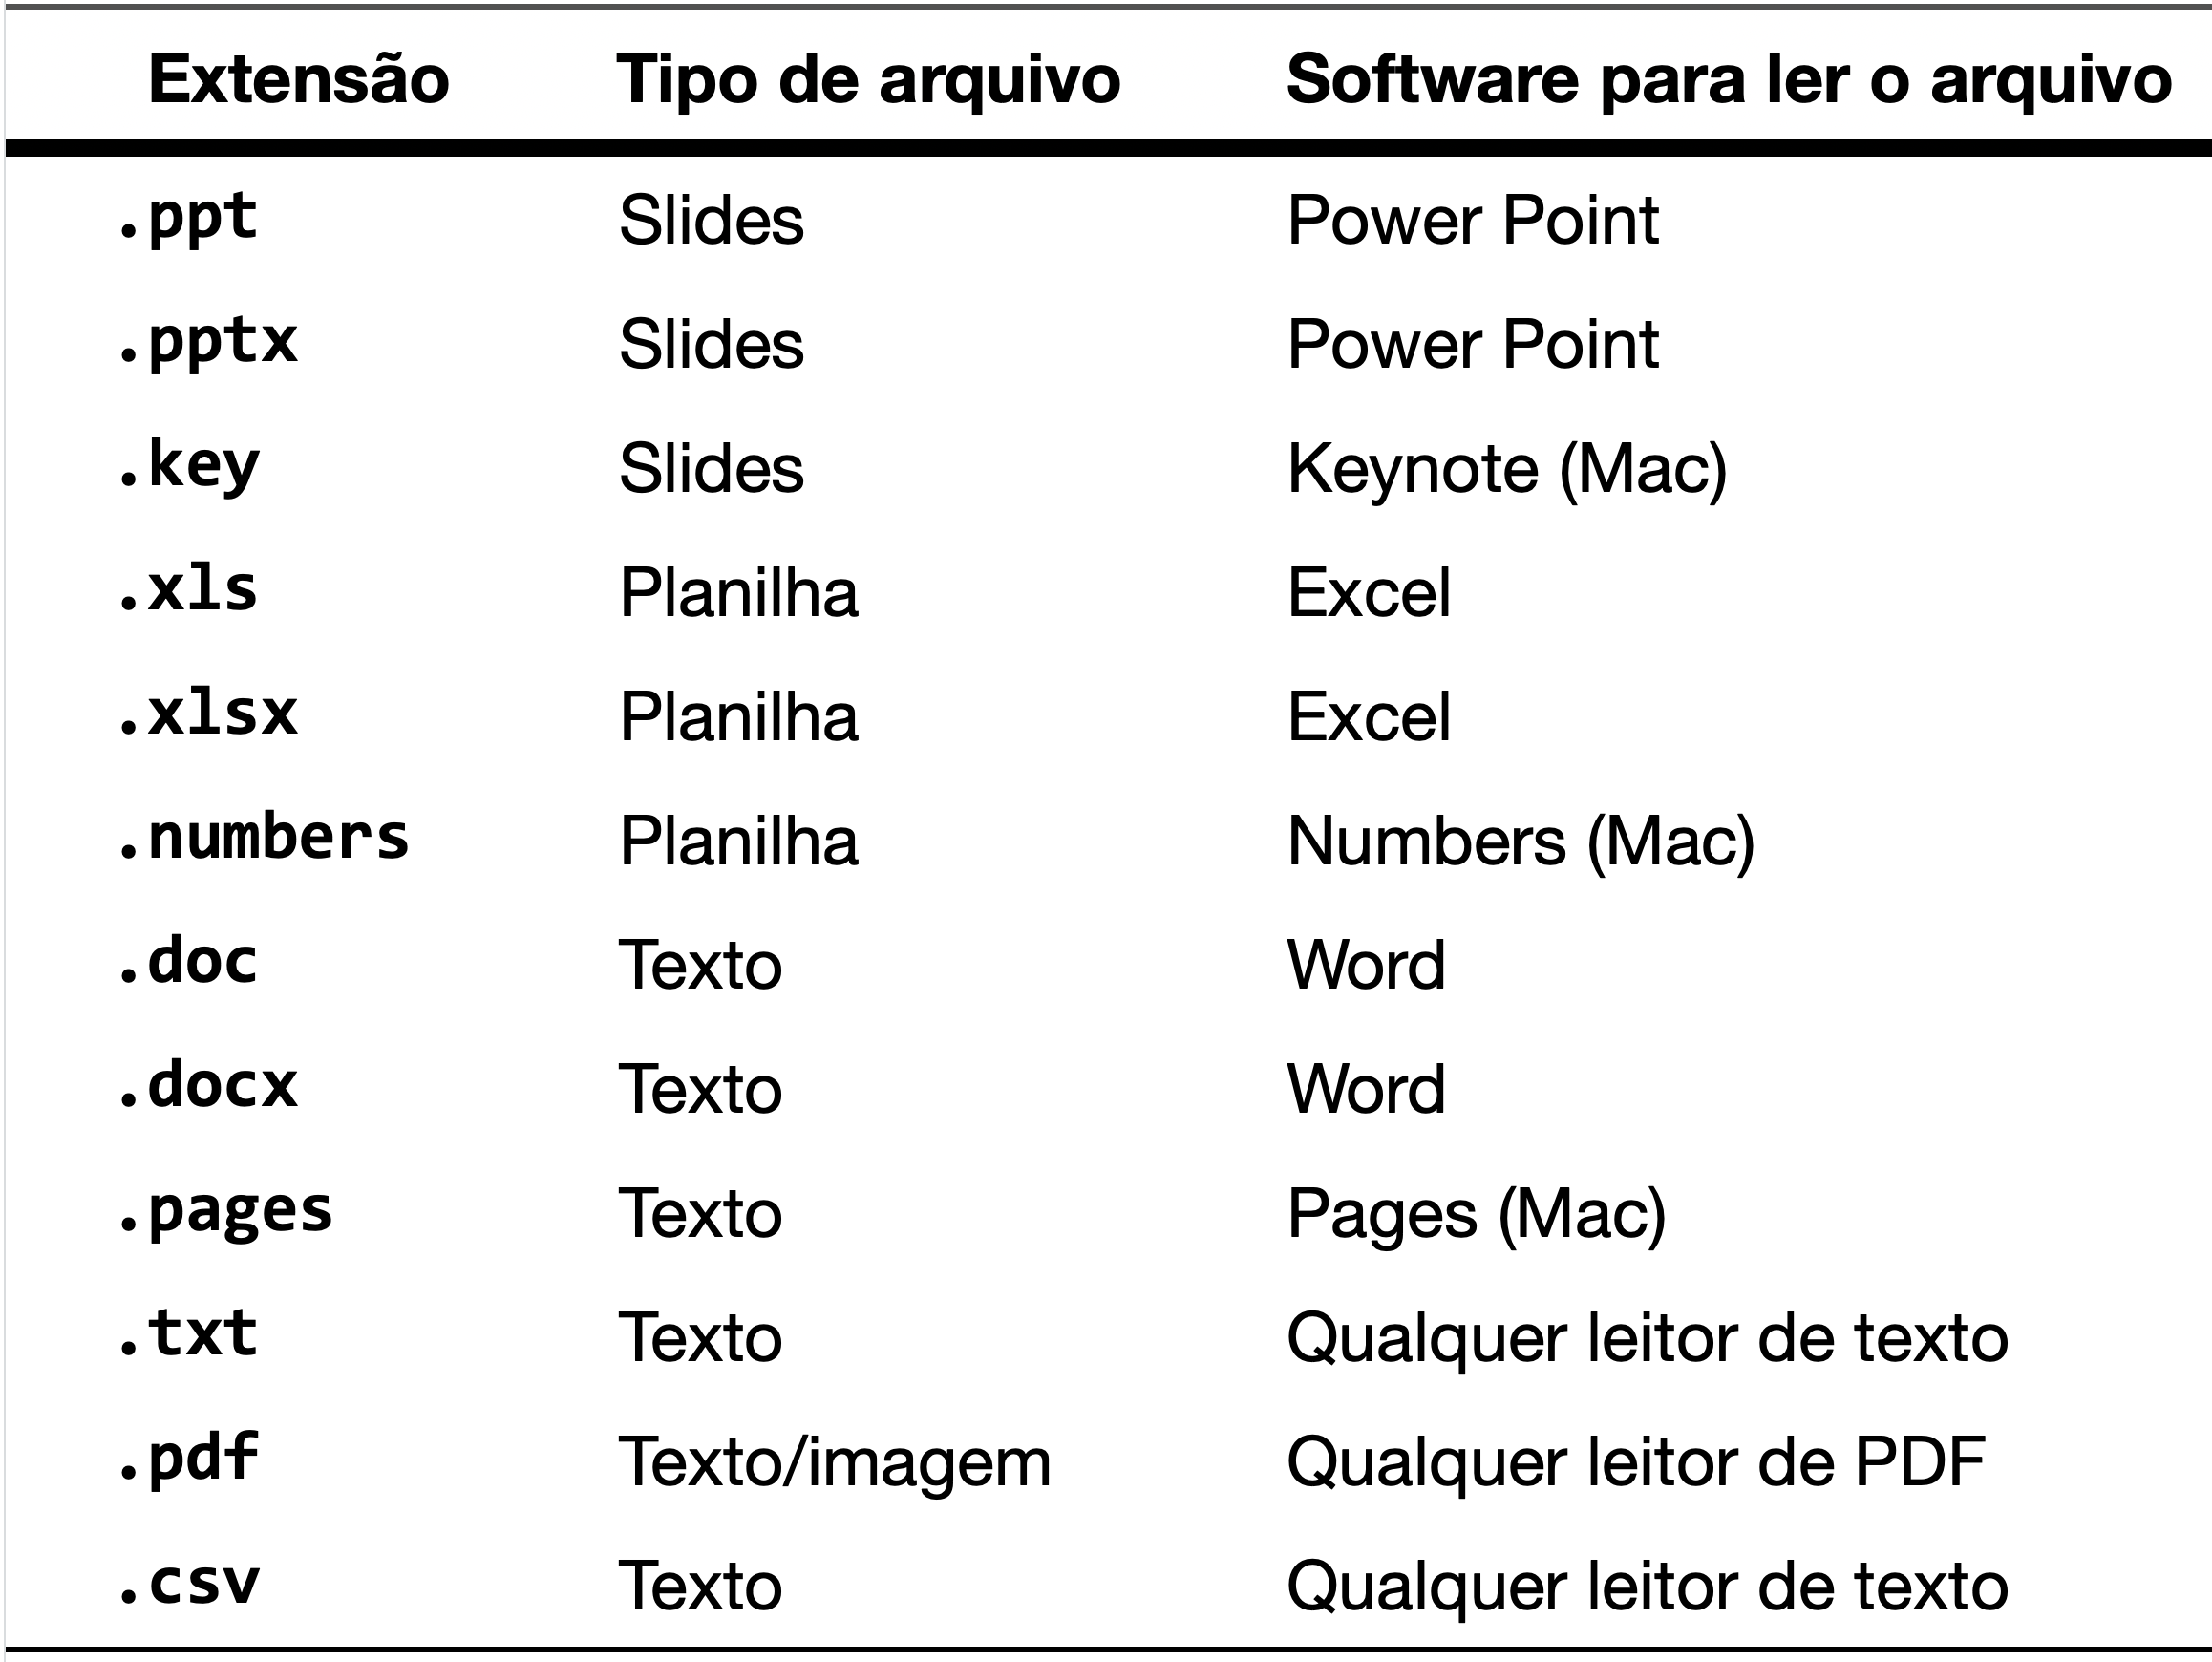 Extensão Tipo de arquivo Software para ler o arquivo
.ppt Slides Power Point
.pptx Slides Power Point
.key Slides Keynote (Mac)
.xls Planilha Excel
.xlsx Planilha Excel
.numbers Planilha Numbers (Mac)
.doc Texto Word
.docx Texto Word
.pages Texto Pages (Mac)
.txt Texto Qualquer leitor de texto
.pdf Texto/imagem Qualquer leitor de PDF
.csv Texto Qualquer leitor de texto